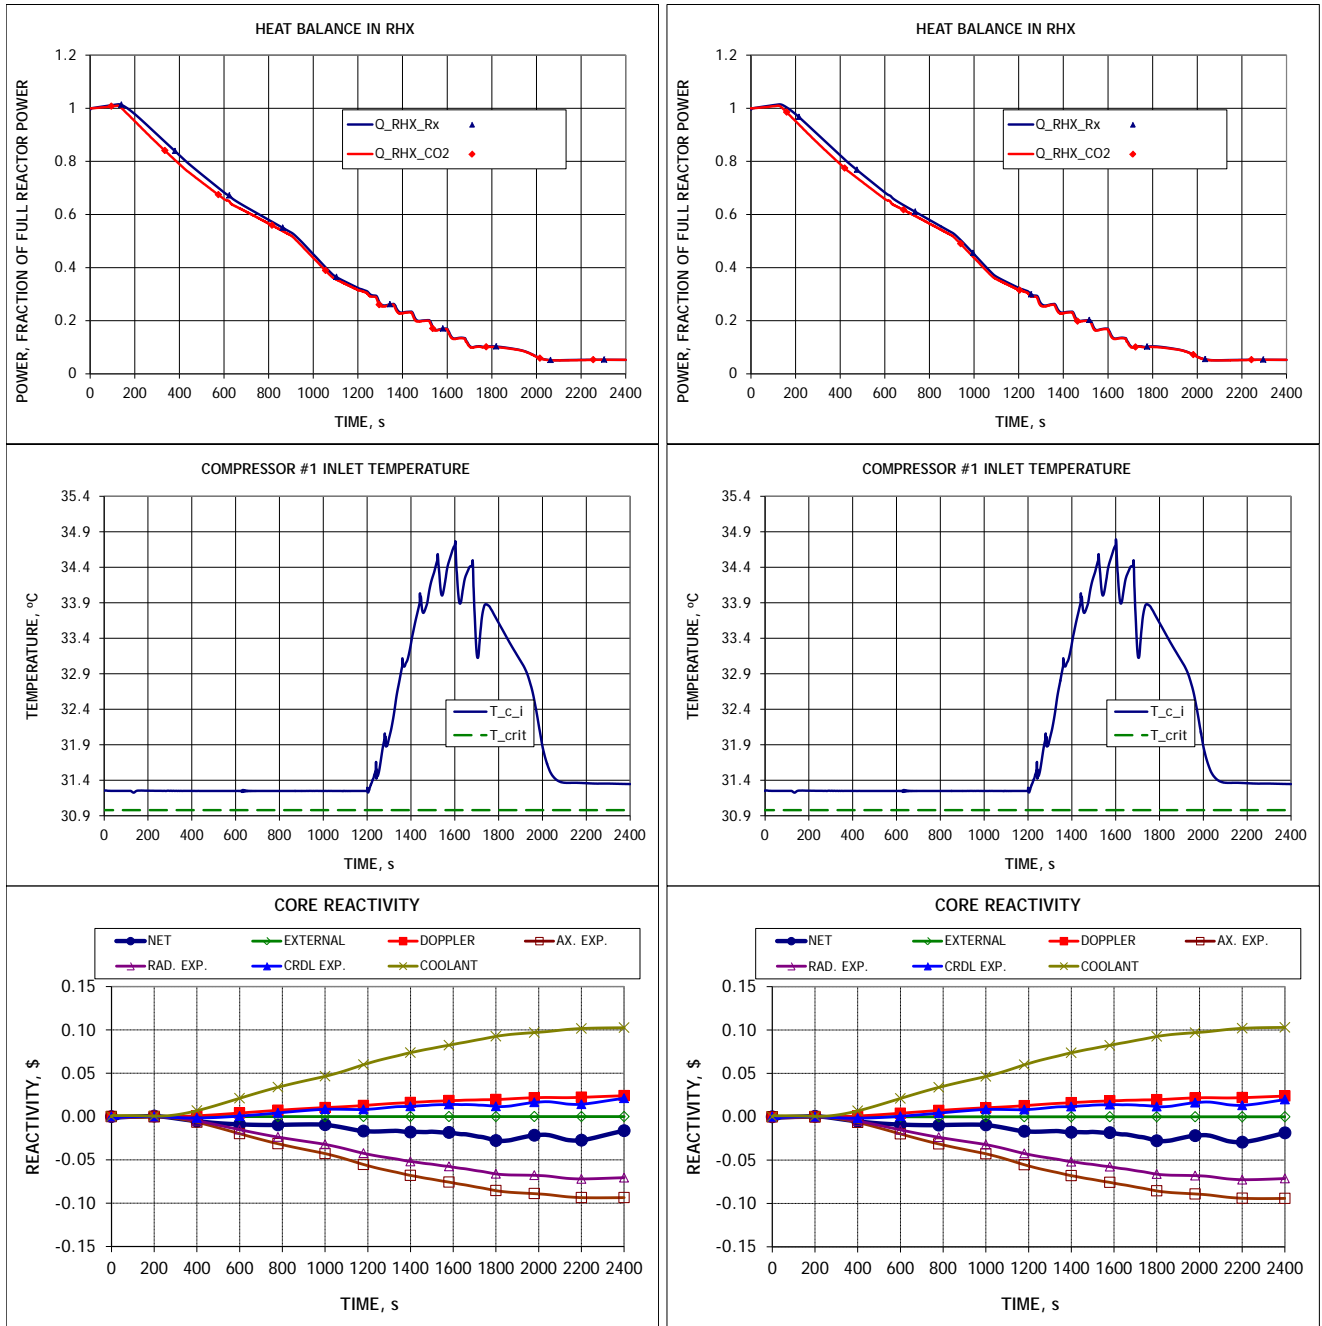 HEAT BALANCE IN RHX
POWER, FRACTION OF FULL REACTOR POWER
1.2
1
0.8
0.6
0.4
0.2
0
Q_RHX_Rx
Q_RHX_CO2
0 200 400 600 800 1000 1200 1400 1600 1800 2000 2200 2400
TIME, s
HEAT BALANCE IN RHX
POWER, FRACTION OF FULL REACTOR POWER
1.2
1
0.8
0.6
0.4
0.2
0
Q_RHX_Rx
Q_RHX_CO2
0 200 400 600 800 1000 1200 1400 1600 1800 2000 2200 2400
TIME, s
COMPRESSOR #1 INLET TEMPERATURE
TEMPERATURE, ºC
35.4
34.9
34.4
33.9
33.4
32.9
32.4
31.9
31.4
30.9
T_c_i
T_crit
0 200 400 600 800 1000 1200 1400 1600 1800 2000 2200 2400
TIME, s
COMPRESSOR #1 INLET TEMPERATURE
TEMPERATURE, ºC
35.4
34.9
34.4
33.9
33.4
32.9
32.4
31.9
31.4
30.9
T_c_i
T_crit
0 200 400 600 800 1000 1200 1400 1600 1800 2000 2200 2400
TIME, s
CORE REACTIVITY
NET EXTERNAL DOPPLER AX. EXP.
RAD. EXP. CRDL EXP. COOLANT
REACTIVITY, $
0.15
0.10
0.05
0.00
-0.05
-0.10
-0.15
0 200 400 600 800 1000 1200 1400 1600 1800 2000 2200 2400
TIME, s
CORE REACTIVITY
NET EXTERNAL DOPPLER AX. EXP.
RAD. EXP. CRDL EXP. COOLANT
REACTIVITY, $
0.15
0.10
0.05
0.00
-0.05
-0.10
-0.15
0 200 400 600 800 1000 1200 1400 1600 1800 2000 2200 2400
TIME, s